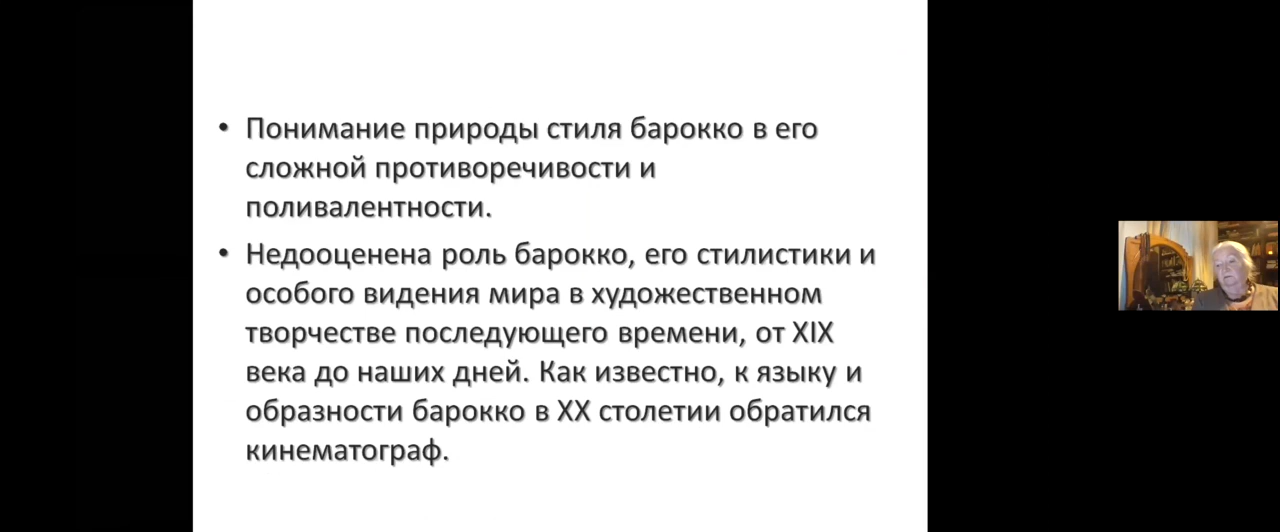 • Понимание природы стиля барокко в его
сложной противоречивости и
поливалентности.
• Недооценена роль барокко, его стилистики и
особого видения мира в художественном
творчестве последующего времени, от XIX
века до наших дней. Как известно, к языку и
образности барокко в XX столетии обратился
кинематограф.